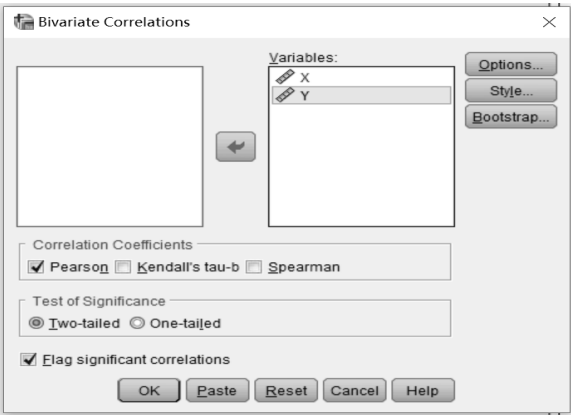 Bivariate Correlations
Variables:
X
Y
Options...
Style...
Bootstrap...
Correlation Coefficients
Pearson Kendall's tau-b Spearman
Test of Significance
Two-tailed One-tailed
Flag significant correlations
OK Paste Reset Cancel Help